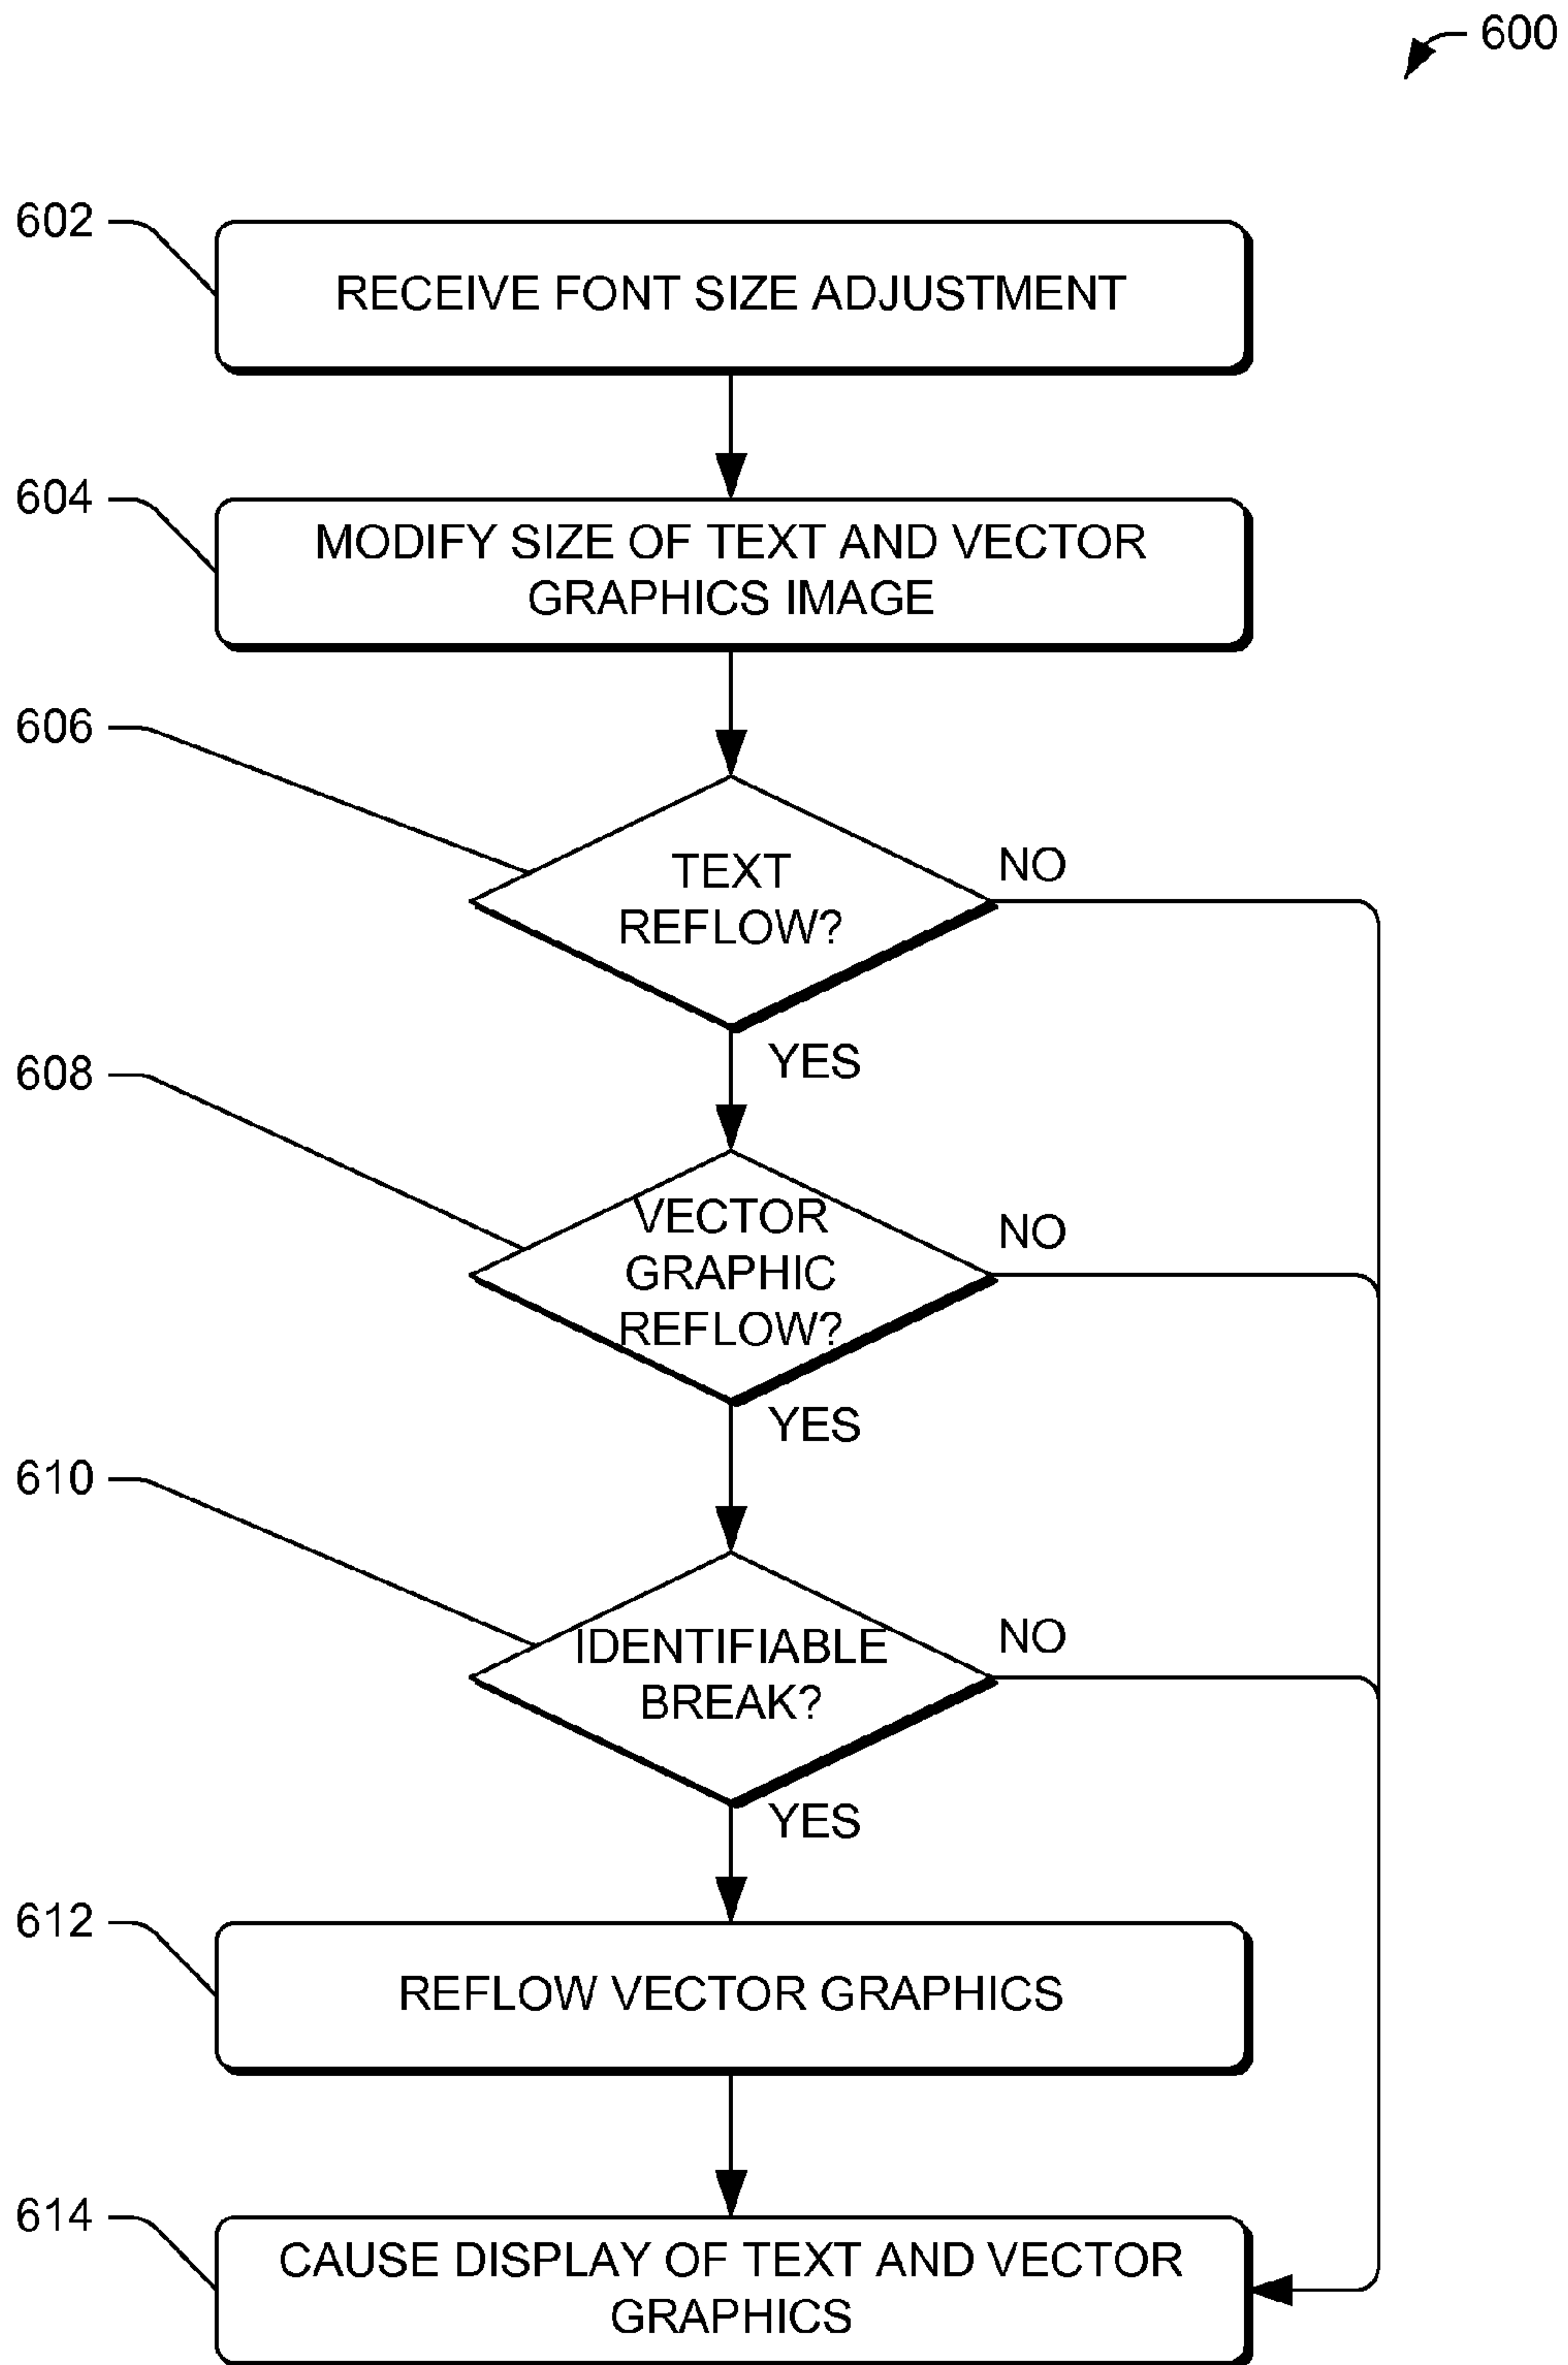 600
602
RECEIVE FONT SIZE ADJUSTMENT
604
MODIFY SIZE OF TEXT AND VECTOR
GRAPHICS IMAGE
606
TEXT
REFLOW?
NO
YES
608
VECTOR
GRAPHIC
REFLOW?
NO
YES
610
IDENTIFIABLE
BREAK?
NO
YES
612
REFLOW VECTOR GRAPHICS
614
CAUSE DISPLAY OF TEXT AND VECTOR
GRAPHICS